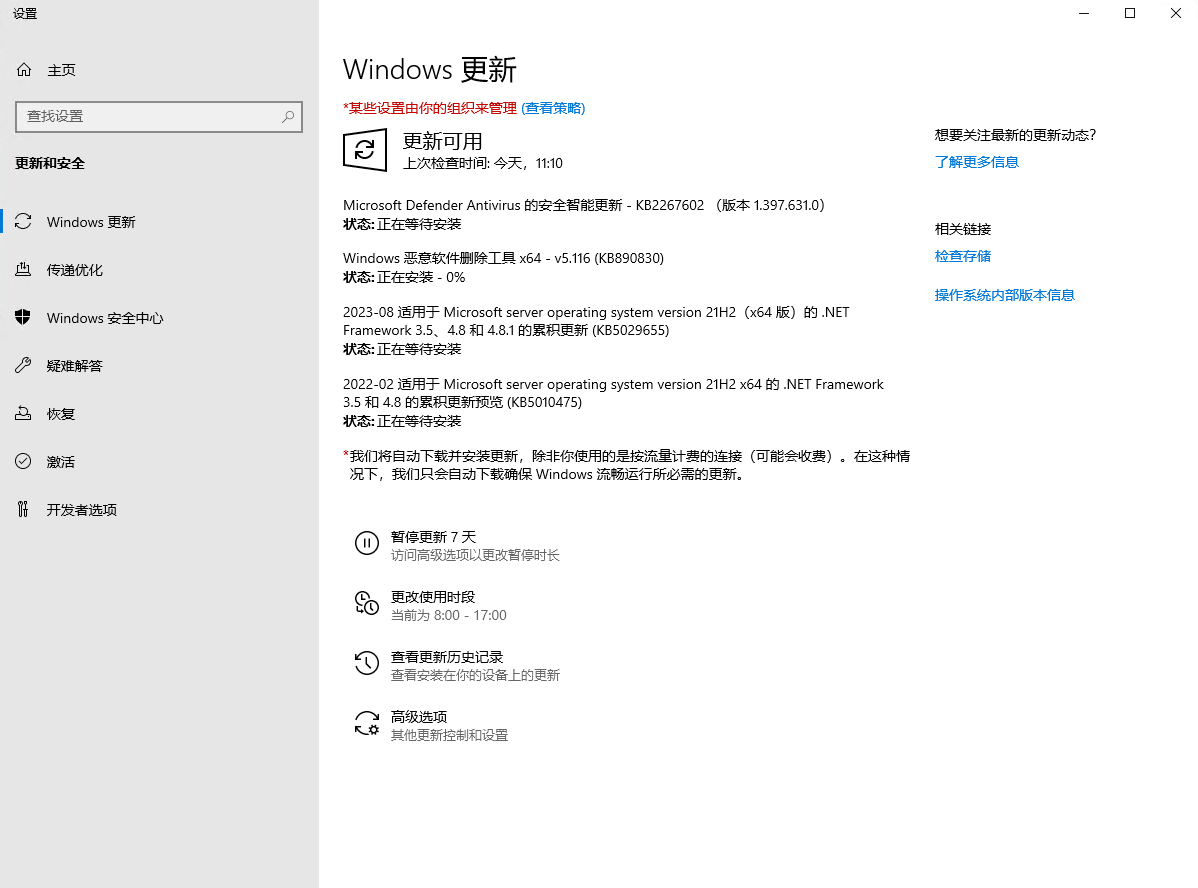 设置
主页
查找设置
更新和安全
Windows 更新
传递优化
Windows 安全中心
疑难解答
恢复
激活
开发者选项
Windows 更新
*某些设置由你的组织来管理 (查看策略)
更新可用
上次检查时间: 今天，11:10
Microsoft Defender Antivirus 的安全智能更新 - KB2267602 （版本 1.397.631.0）
状态: 正在等待安装
Windows 恶意软件删除工具 x64 - v5.116 (KB890830)
状态: 正在安装 - 0%
2023-08 适用于 Microsoft server operating system version 21H2（x64 版）的 .NET
Framework 3.5、4.8 和 4.8.1 的累积更新 (KB5029655)
状态: 正在等待安装
2022-02 适用于 Microsoft server operating system version 21H2 x64 的 .NET Framework
3.5 和 4.8 的累积更新预览 (KB5010475)
状态: 正在等待安装
*我们将自动下载并安装更新，除非你使用的是按流量计费的连接（可能会收费）。在这种情
况下，我们只会自动下载确保 Windows 流畅运行所必需的更新。
暂停更新 7 天
访问高级选项以更改暂停时长
更改使用时段
当前为 8:00 - 17:00
查看更新历史记录
查看安装在你的设备上的更新
高级选项
其他更新控制和设置
想要关注最新的更新动态?
了解更多信息
相关链接
检查存储
操作系统内部版本信息